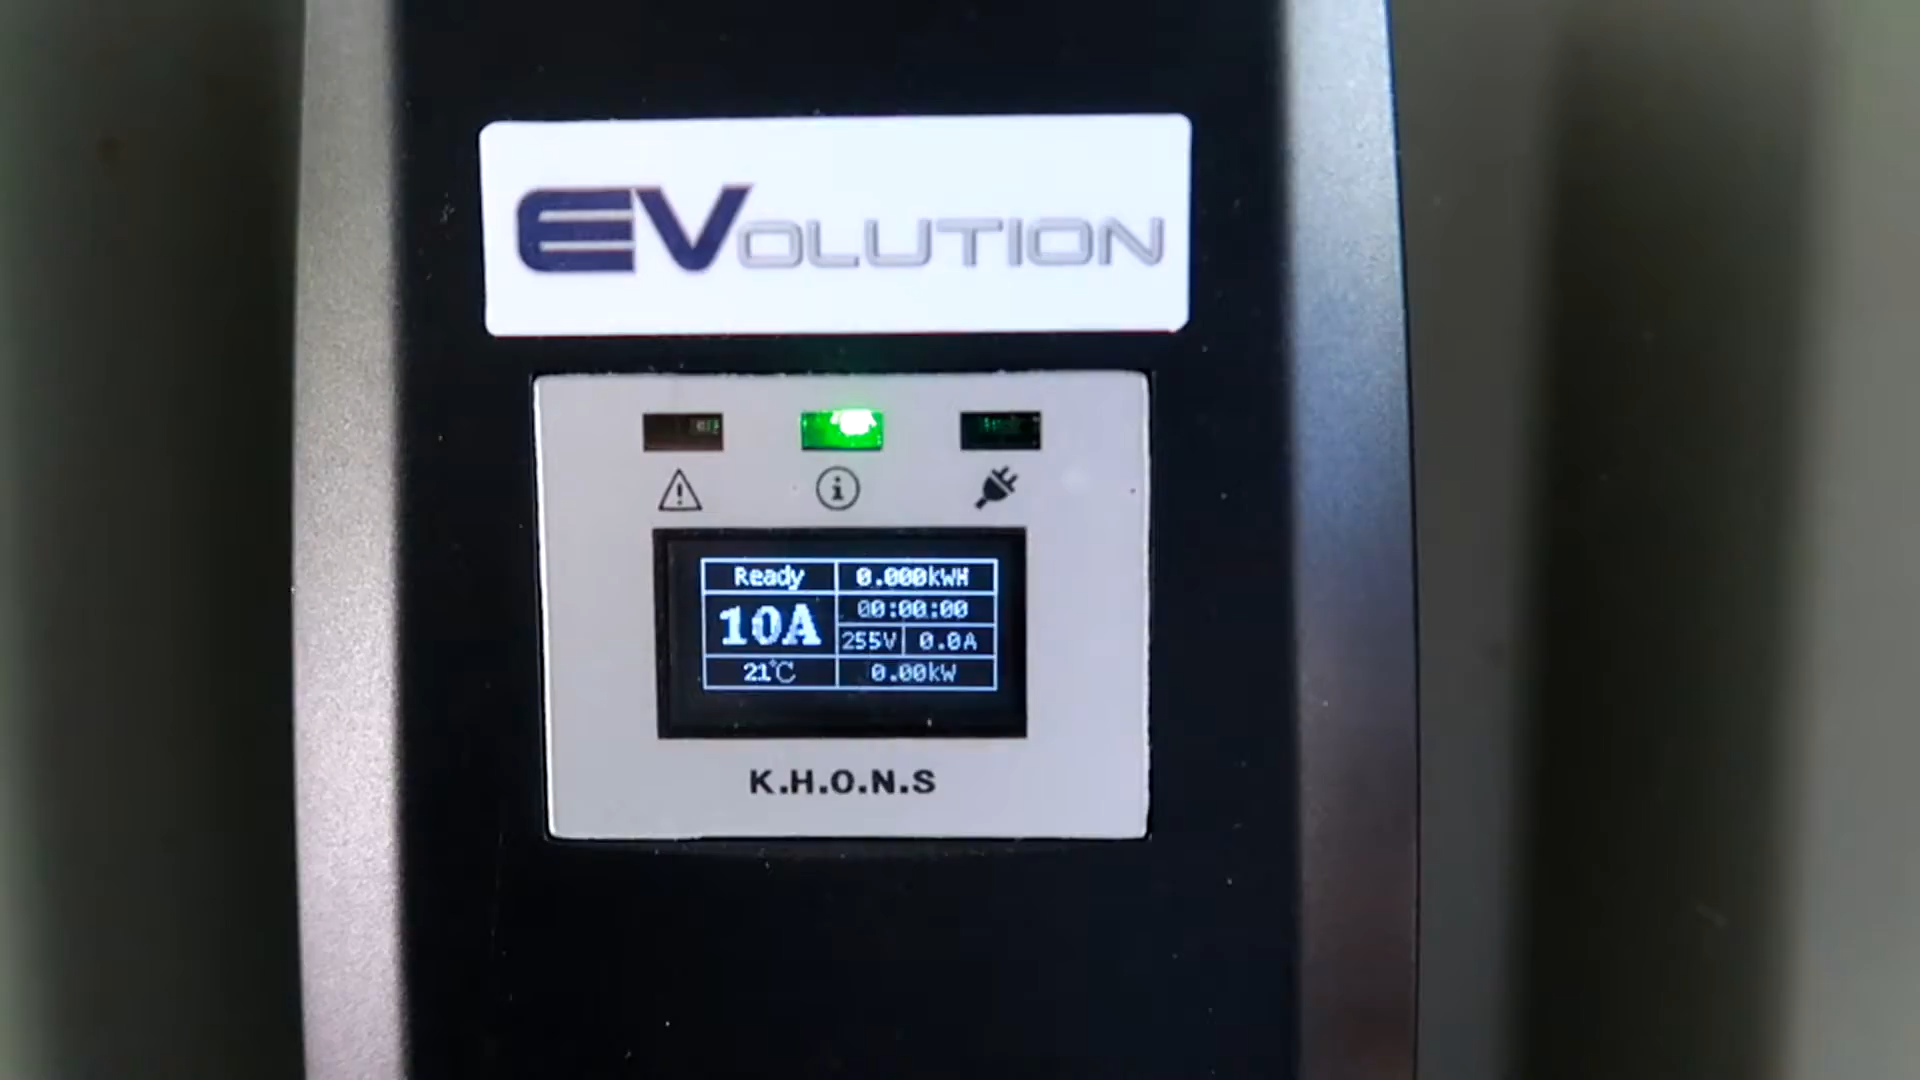 EVOLUTION
Ready 0.000kWH
10A 00:00:00
255V 0.0A
21℃ 0.00kW
K.H.O.N.S